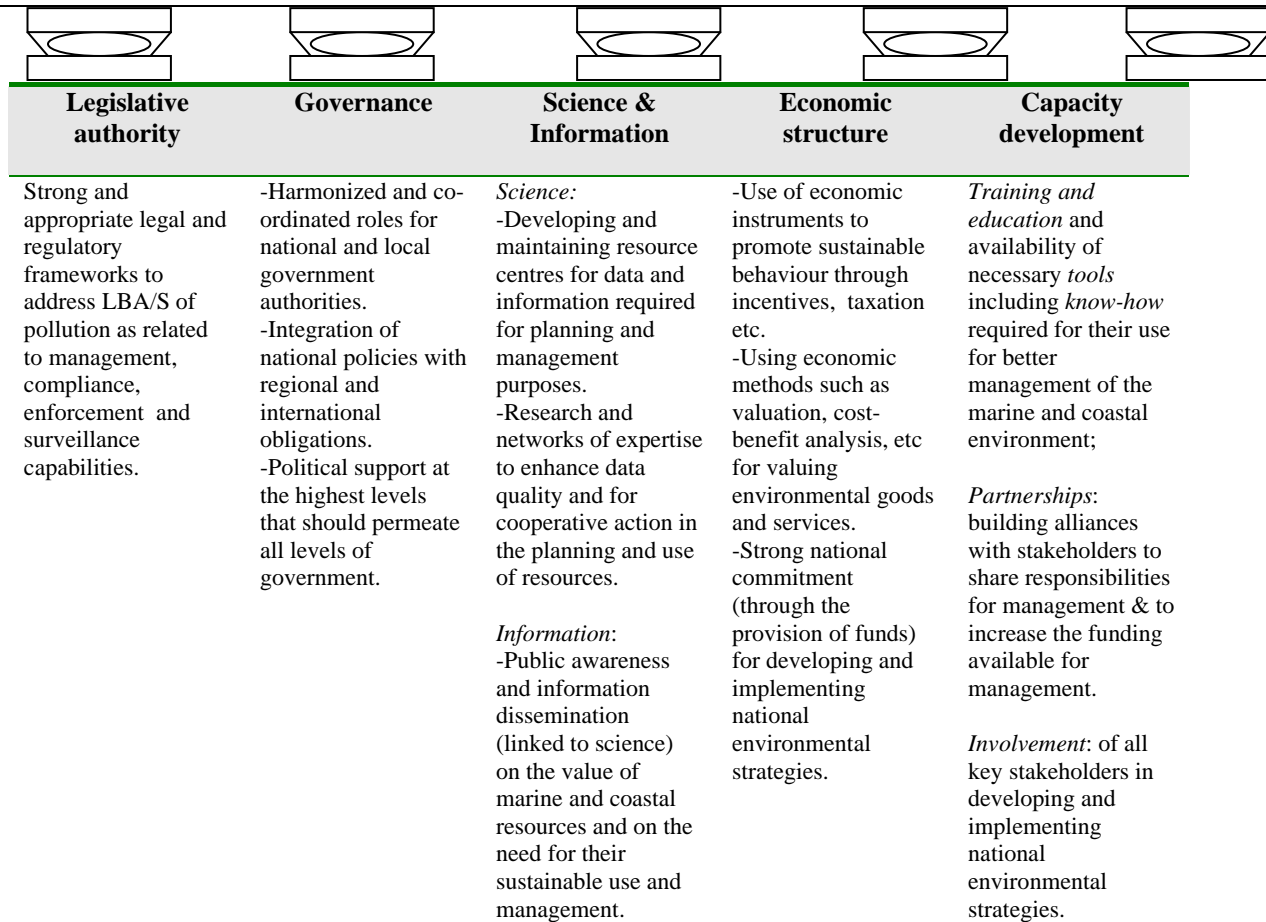 Legislative
authority
Governance
Science &
Information
Economic
structure
Capacity
development
Strong and
appropriate legal and
regulatory
frameworks to
address LBA/S of
pollution as related
to management,
compliance,
enforcement and
surveillance
capabilities.
-Harmonized and co-
ordinated roles for
national and local
government
authorities.
-Integration of
national policies with
regional and
international
obligations.
-Political support at
the highest levels
that should permeate
all levels of
government.
Science:
-Developing and
maintaining resource
centres for data and
information required
for planning and
management
purposes.
-Research and
networks of expertise
to enhance data
quality and for
cooperative action in
the planning and use
of resources.
Information:
-Public awareness
and information
dissemination
(linked to science)
on the value of
marine and coastal
resources and on the
need for their
sustainable use and
management.
-Use of economic
instruments to
promote sustainable
behaviour through
incentives, taxation
etc.
-Using economic
methods such as
valuation, cost-
benefit analysis, etc
for valuing
environmental goods
and services.
-Strong national
commitment
(through the
provision of funds)
for developing and
implementing
national
environmental
strategies.
Training and
education and
availability of
necessary tools
including know-how
required for their use
for better
management of the
marine and coastal
environment;
Partnerships:
building alliances
with stakeholders to
share responsibilities
for management & to
increase the funding
available for
management.
Involvement: of all
key stakeholders in
developing and
implementing
national
environmental
strategies.